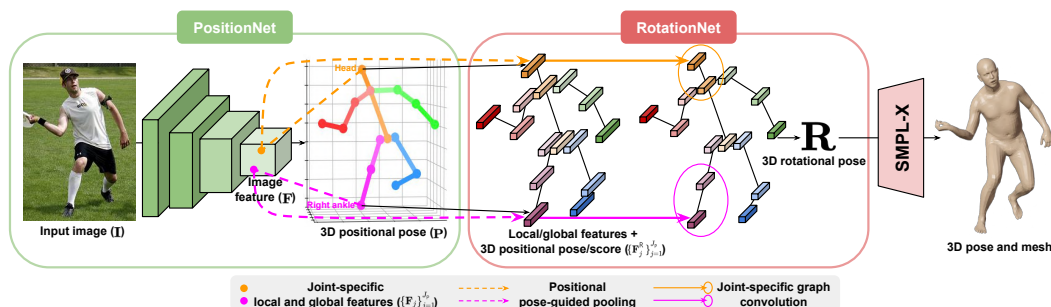 PositionNet
RotationNet
Head
Right ankle
Image
feature (F)
Input image (I)
3D positional pose (P)
Local/global features +
3D positional pose/score ({F_j^R}_{j=1}^{J_p})
R
3D rotational pose
SMPL-X
3D pose and mesh
Joint-specific
local and global features ({F_j}_{j=1}^{J_p})
Positional
pose-guided pooling
Joint-specific graph
convolution